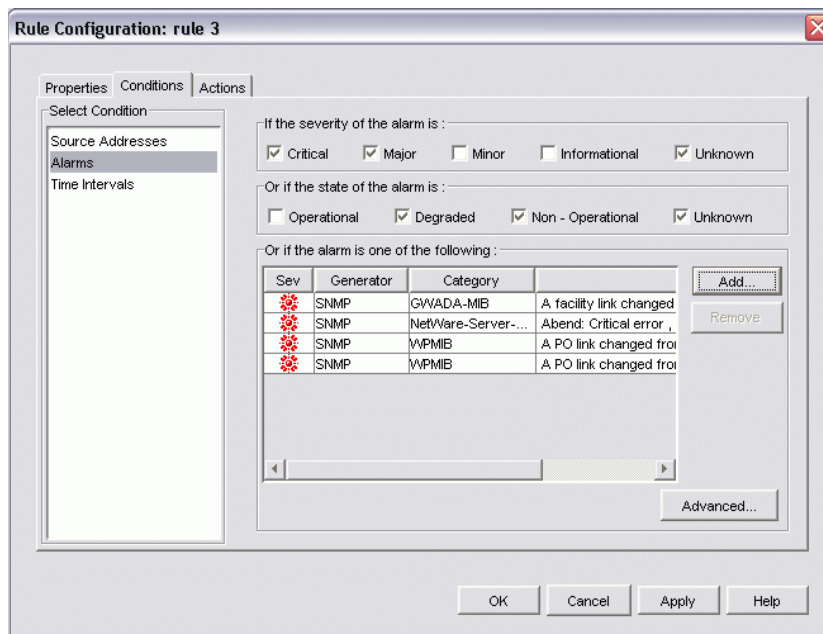 Rule Configuration: rule 3
Properties Conditions Actions
Select Condition
Source Addresses
Alarms
Time Intervals
If the severity of the alarm is :
Critical Major Minor Informational Unknown
Or if the state of the alarm is :
Operational Degraded Non - Operational Unknown
Or if the alarm is one of the following :
Sev Generator Category
SNMP GWADA-MIB A facility link changed
SNMP NetWare-Server-... Abend: Critical error ,
SNMP WPMIB A PO link changed from
SNMP WPMIB A PO link changed from
Add...
Remove
Advanced...
OK Cancel Apply Help